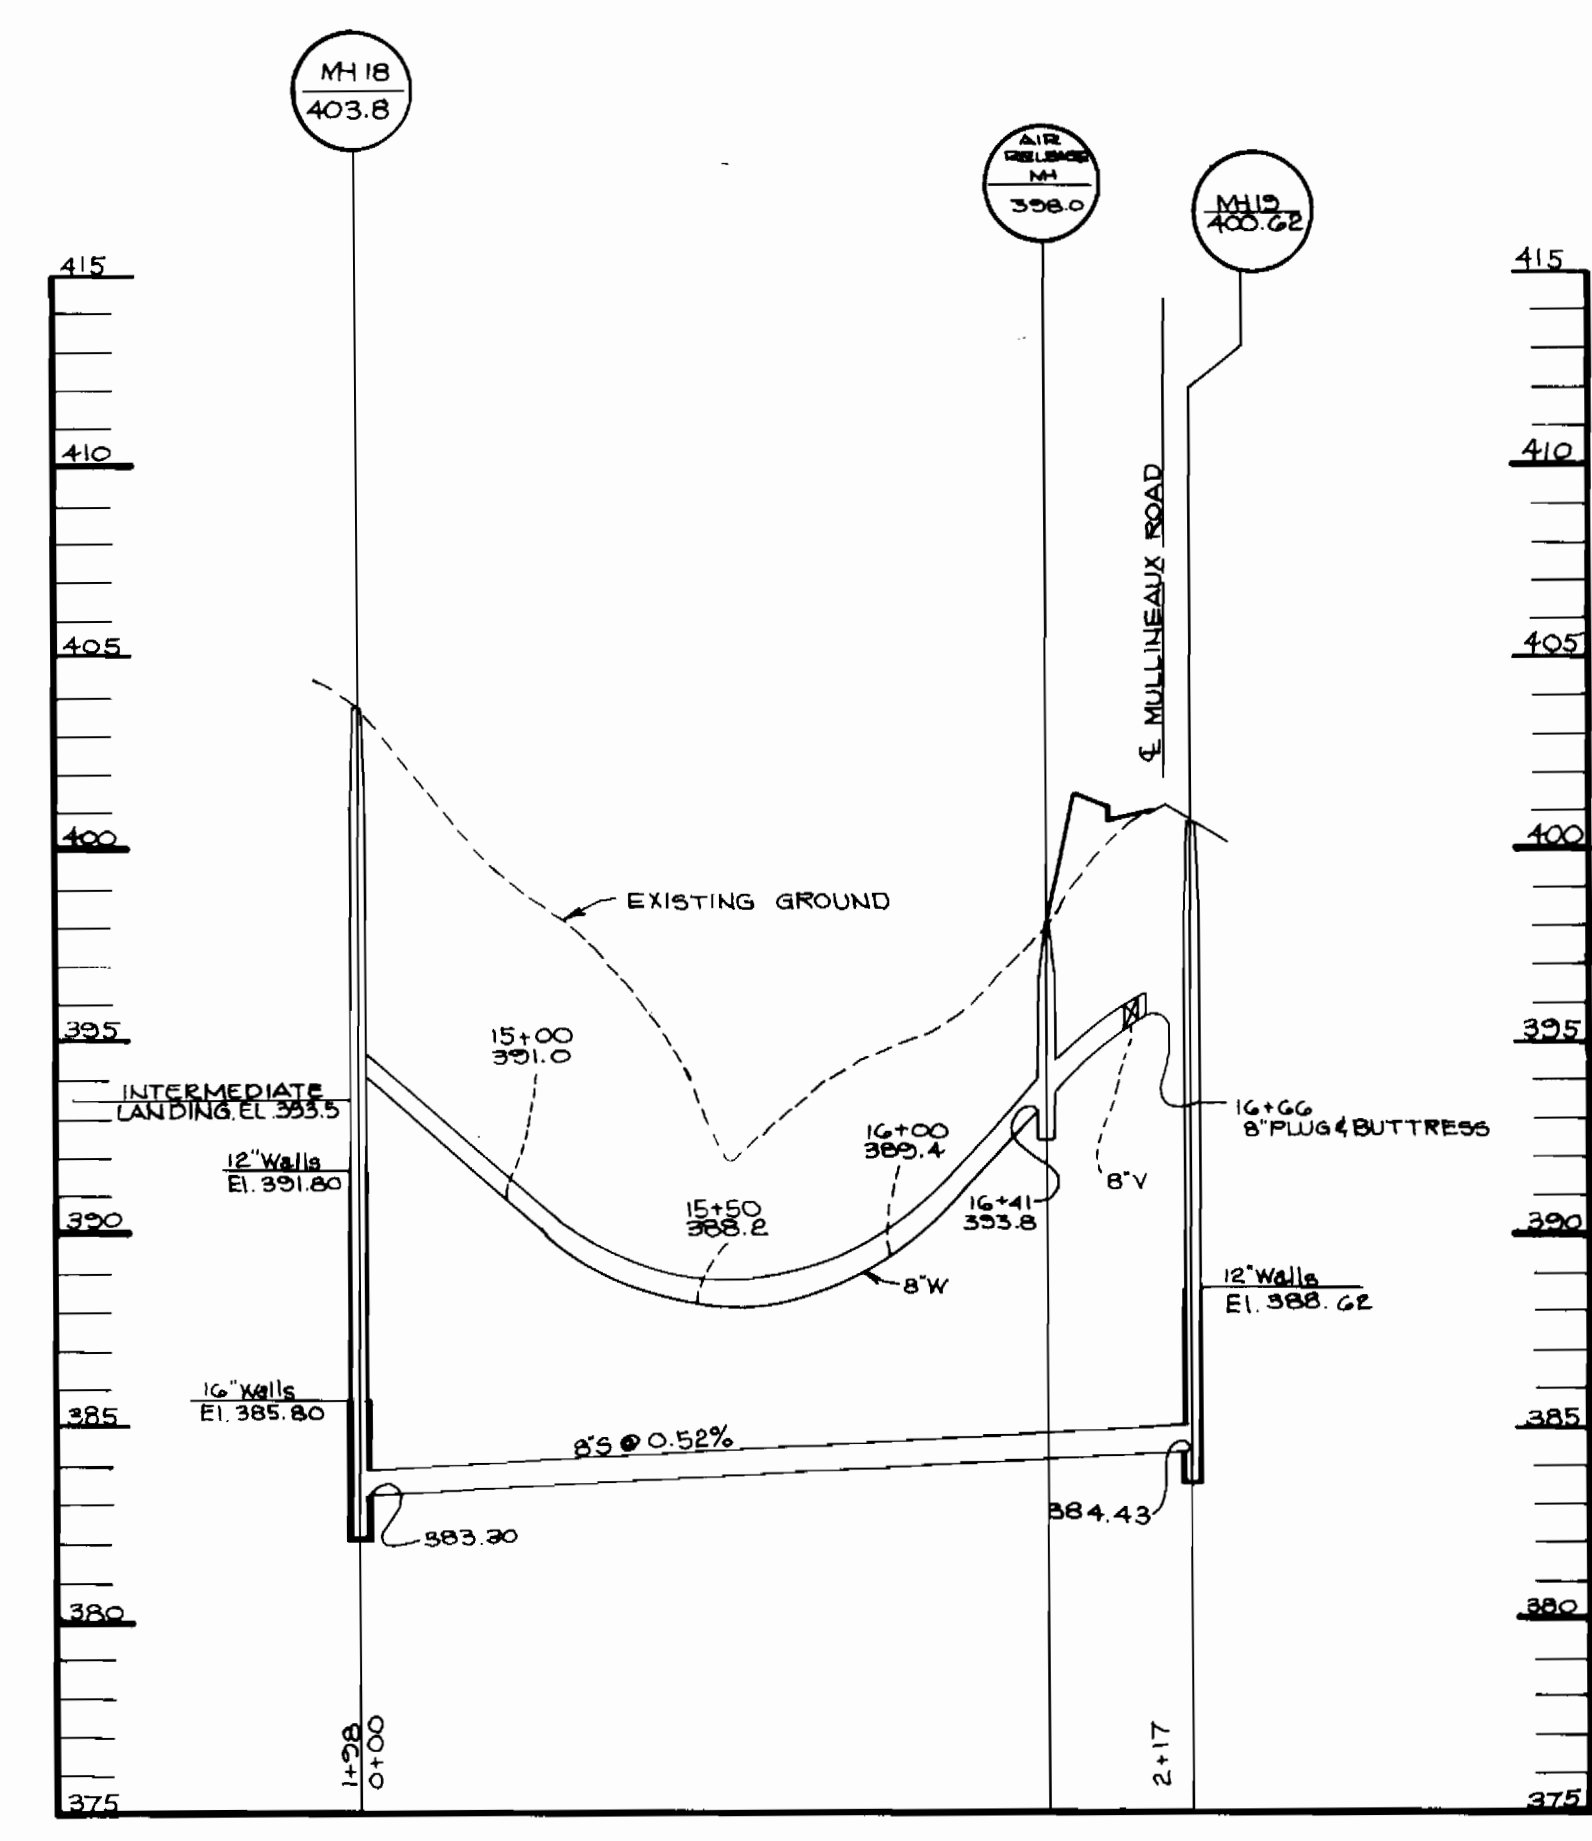 MH 18
403.8
AIR
RELEASE
MH
398.0
MH19
400.62
415
415
410
410
℄ MULLINEAUX ROAD
405
405
400
400
EXISTING GROUND
395
395
15+00
391.0
INTERMEDIATE
LANDING, EL. 393.5
16+66
8" PLUG & BUTTRESS
16+00
389.4
12" Walls
El. 391.80
8"V
16+41
393.8
15+50
388.2
390
390
8"W
12" Walls
El. 388.62
16" Walls
El. 385.80
385
385
8"S @ 0.52%
384.43
383.30
380
380
1+98
0+00
2+17
375
375